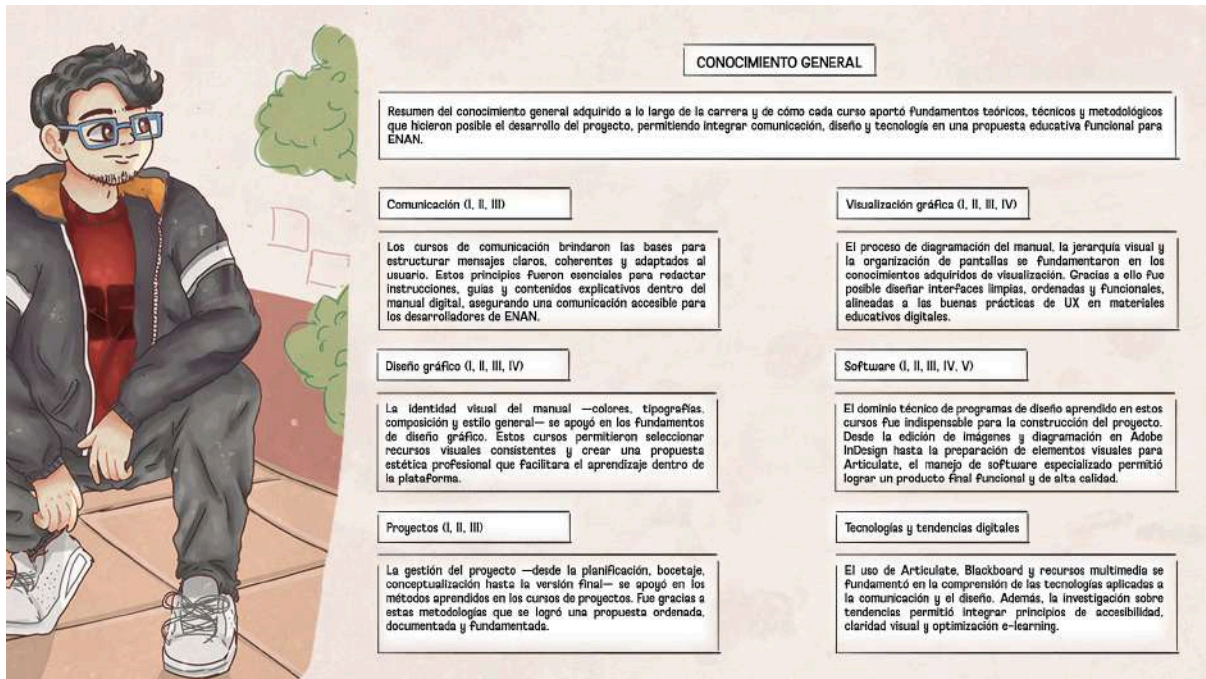 CONOCIMIENTO GENERAL
Resumen del conocimiento general adquirido a lo largo de la carrera y de cómo cada curso aportó fundamentos teóricos, técnicos y metodológicos
que hicieron posible el desarrollo del proyecto, permitiendo integrar comunicación, diseño y tecnología en una propuesta educativa funcional para
ENAN.
Comunicación (I, II, III)
Los cursos de comunicación brindaron las bases para
estructurar mensajes claros, coherentes y adaptados al
usuario. Estos principios fueron esenciales para redactar
instrucciones, guías y contenidos explicativos dentro del
manual digital, asegurando una comunicación accesible para
los desarrolladores de ENAN.
Diseño gráfico (I, II, III, IV)
La identidad visual del manual —colores, tipografías,
composición y estilo general— se apoyó en los fundamentos
de diseño gráfico. Estos cursos permitieron seleccionar
recursos visuales consistentes y crear una propuesta
estética profesional que facilitara el aprendizaje dentro de
la plataforma.
Proyectos (I, II, III)
La gestión del proyecto —desde la planificación, bocetaje,
conceptualización hasta la versión final— se apoyó en los
métodos aprendidos en los cursos de proyectos. Fue gracias a
estas metodologías que se logró una propuesta ordenada,
documentada y fundamentada.
Visualización gráfica (I, II, III, IV)
El proceso de diagramación del manual, la jerarquía visual y
la organización de pantallas se fundamentaron en los
conocimientos adquiridos de visualización. Gracias a ello fue
posible diseñar interfaces limpias, ordenadas y funcionales,
alineadas a las buenas prácticas de UX en materiales
educativos digitales.
Software (I, II, III, IV, V)
El dominio técnico de programas de diseño aprendido en estos
cursos fue indispensable para la construcción del proyecto.
Desde la edición de imágenes y diagramación en Adobe
InDesign hasta la preparación de elementos visuales para
Articulate, el manejo de software especializado permitió
lograr un producto final funcional y de alta calidad.
Tecnologías y tendencias digitales
El uso de Articulate, Blackboard y recursos multimedia se
fundamentó en la comprensión de las tecnologías aplicadas a
la comunicación y el diseño. Además, la investigación sobre
tendencias permitió integrar principios de accesibilidad,
claridad visual y optimización e-learning.